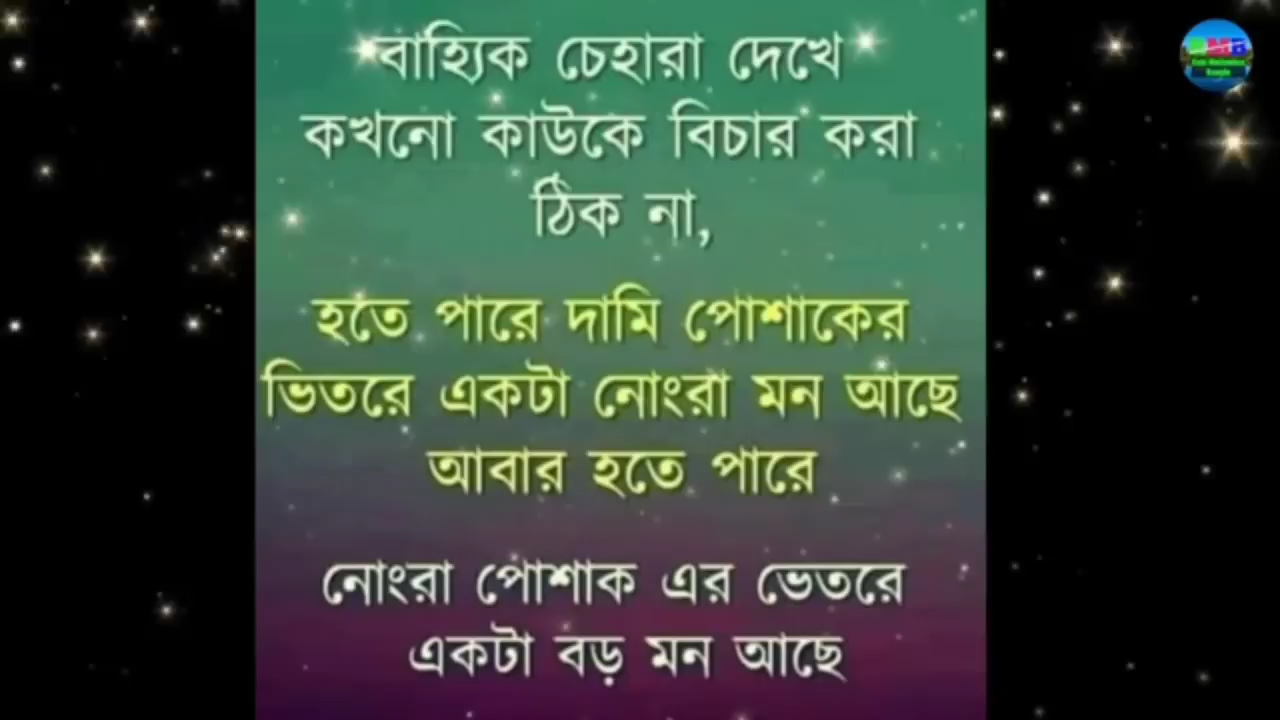 বাহ্যিক চেহারা দেখে
কখনো কাউকে বিচার করা
ঠিক না,
হতে পারে দামি পোশাকের
ভিতরে একটা নোংরা মন আছে
আবার হতে পারে
নোংরা পোশাক এর ভেতরে
একটা বড় মন আছে